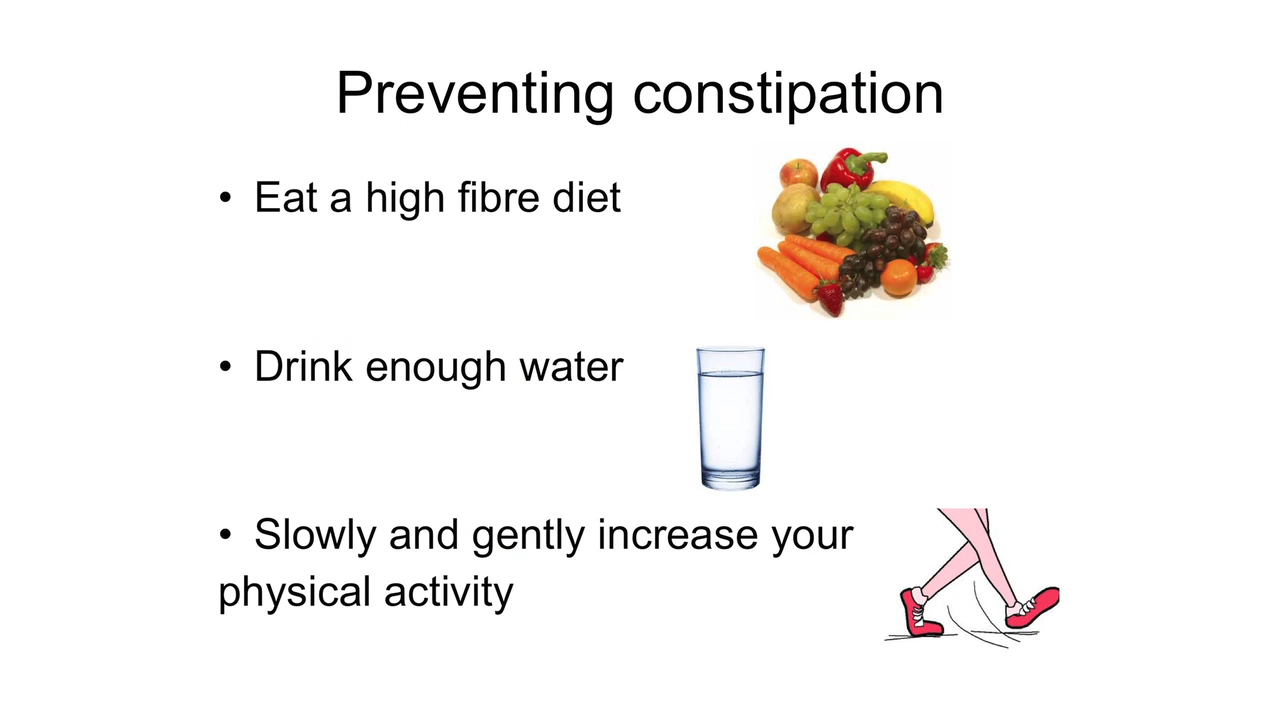 Preventing constipation
• Eat a high fibre diet
• Drink enough water
• Slowly and gently increase your
physical activity